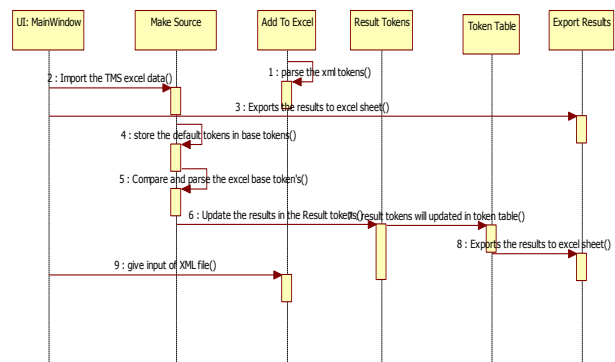 UI: MainWindow
Make Source
Add To Excel
Result Tokens
Token Table
Export Results
1 : parse the xml tokens()
2 : Import the TMS excel data()
3 : Exports the results to excel sheet()
4 : store the default tokens in base tokens()
5 : Compare and parse the excel base token's()
6 : Update the results in the Result tokens()
7 : result tokens will updated in token table()
8 : Exports the results to excel sheet()
9 : give input of XML file()